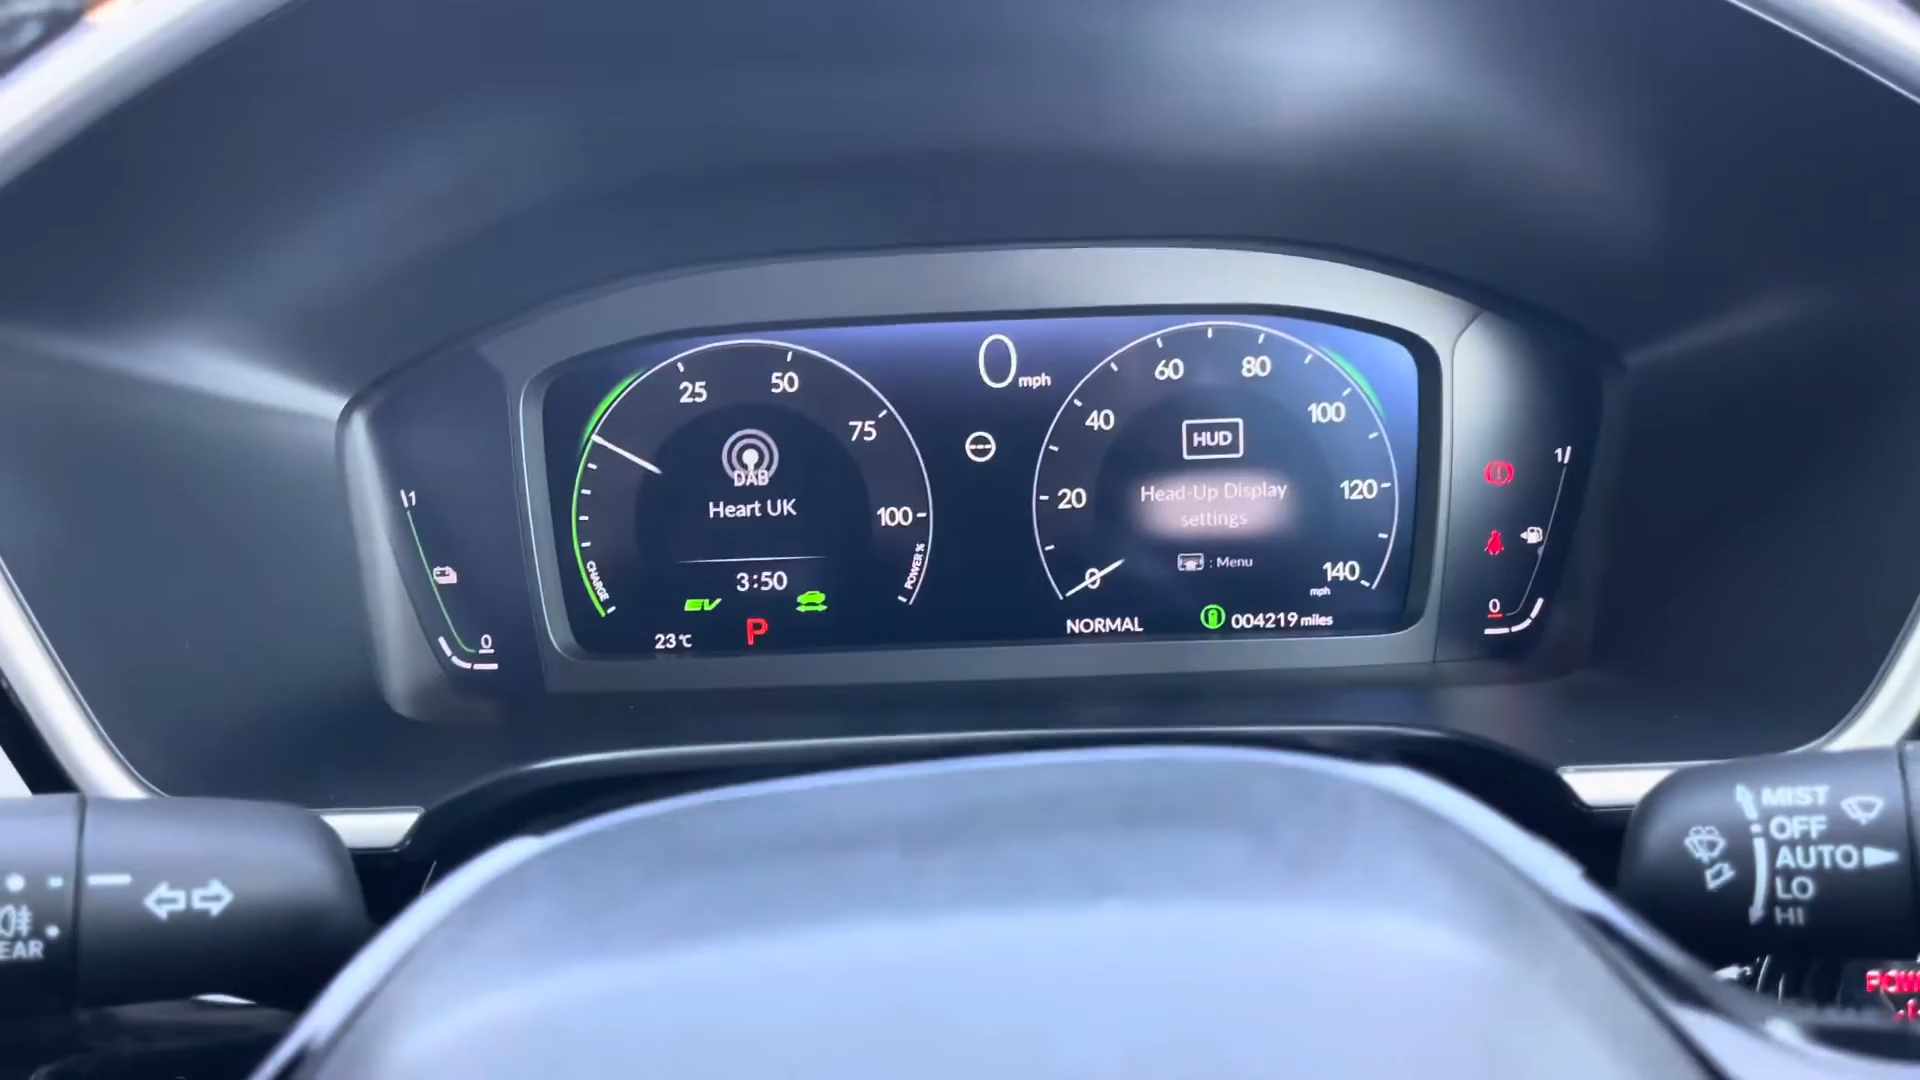 0 mph
25
50
75
100
CHARGE
POWER %
DAB
Heart UK
3:50
EV
23°C
P
0
20
40
60
80
100
120
140
mph
HUD
Head-Up Display
settings
: Menu
NORMAL
004219 miles
1
0
1/
0
EAR
MIST
OFF
AUTO
LO
HI